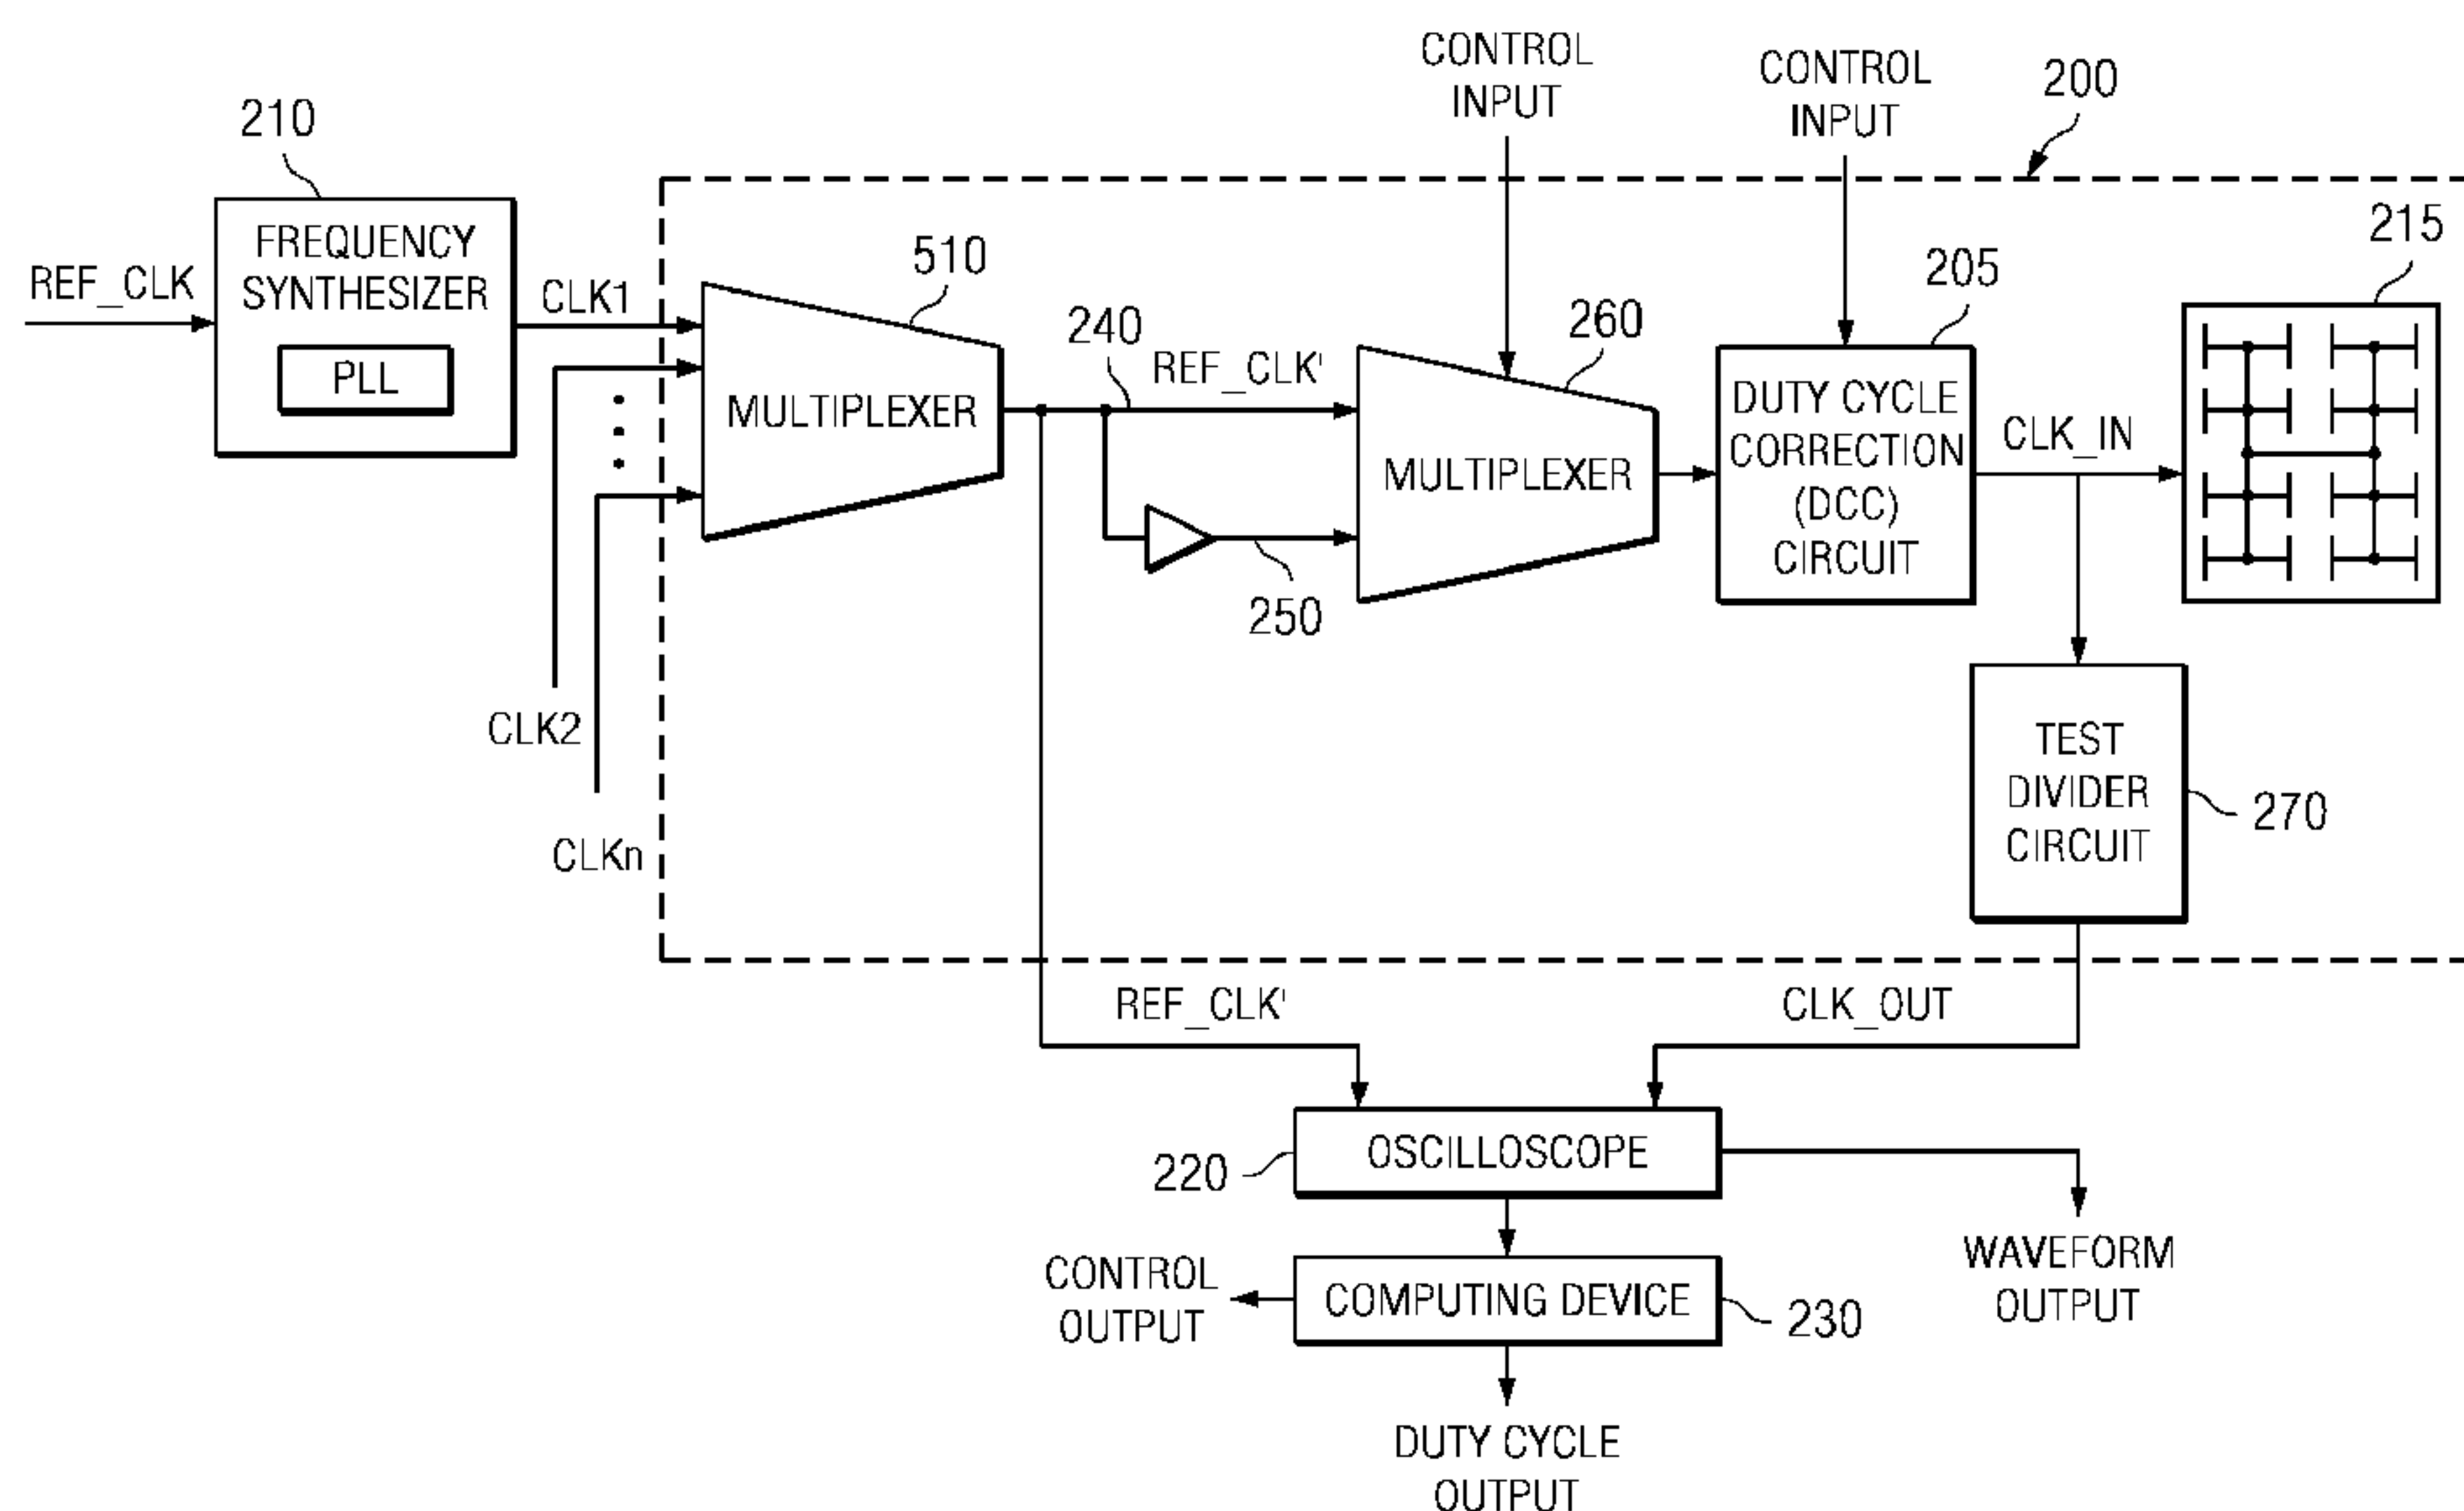 CONTROL
INPUT
CONTROL
INPUT
200
210
FREQUENCY
SYNTHESIZER
PLL
REF_CLK
CLK1
510
MULTIPLEXER
CLK2
CLKn
240
REF_CLK'
250
260
MULTIPLEXER
205
DUTY CYCLE
CORRECTION
(DCC)
CIRCUIT
CLK_IN
215
TEST
DIVIDER
CIRCUIT
270
REF_CLK'
CLK_OUT
220
OSCILLOSCOPE
WAVEFORM
OUTPUT
CONTROL
OUTPUT
COMPUTING DEVICE
230
DUTY CYCLE
OUTPUT